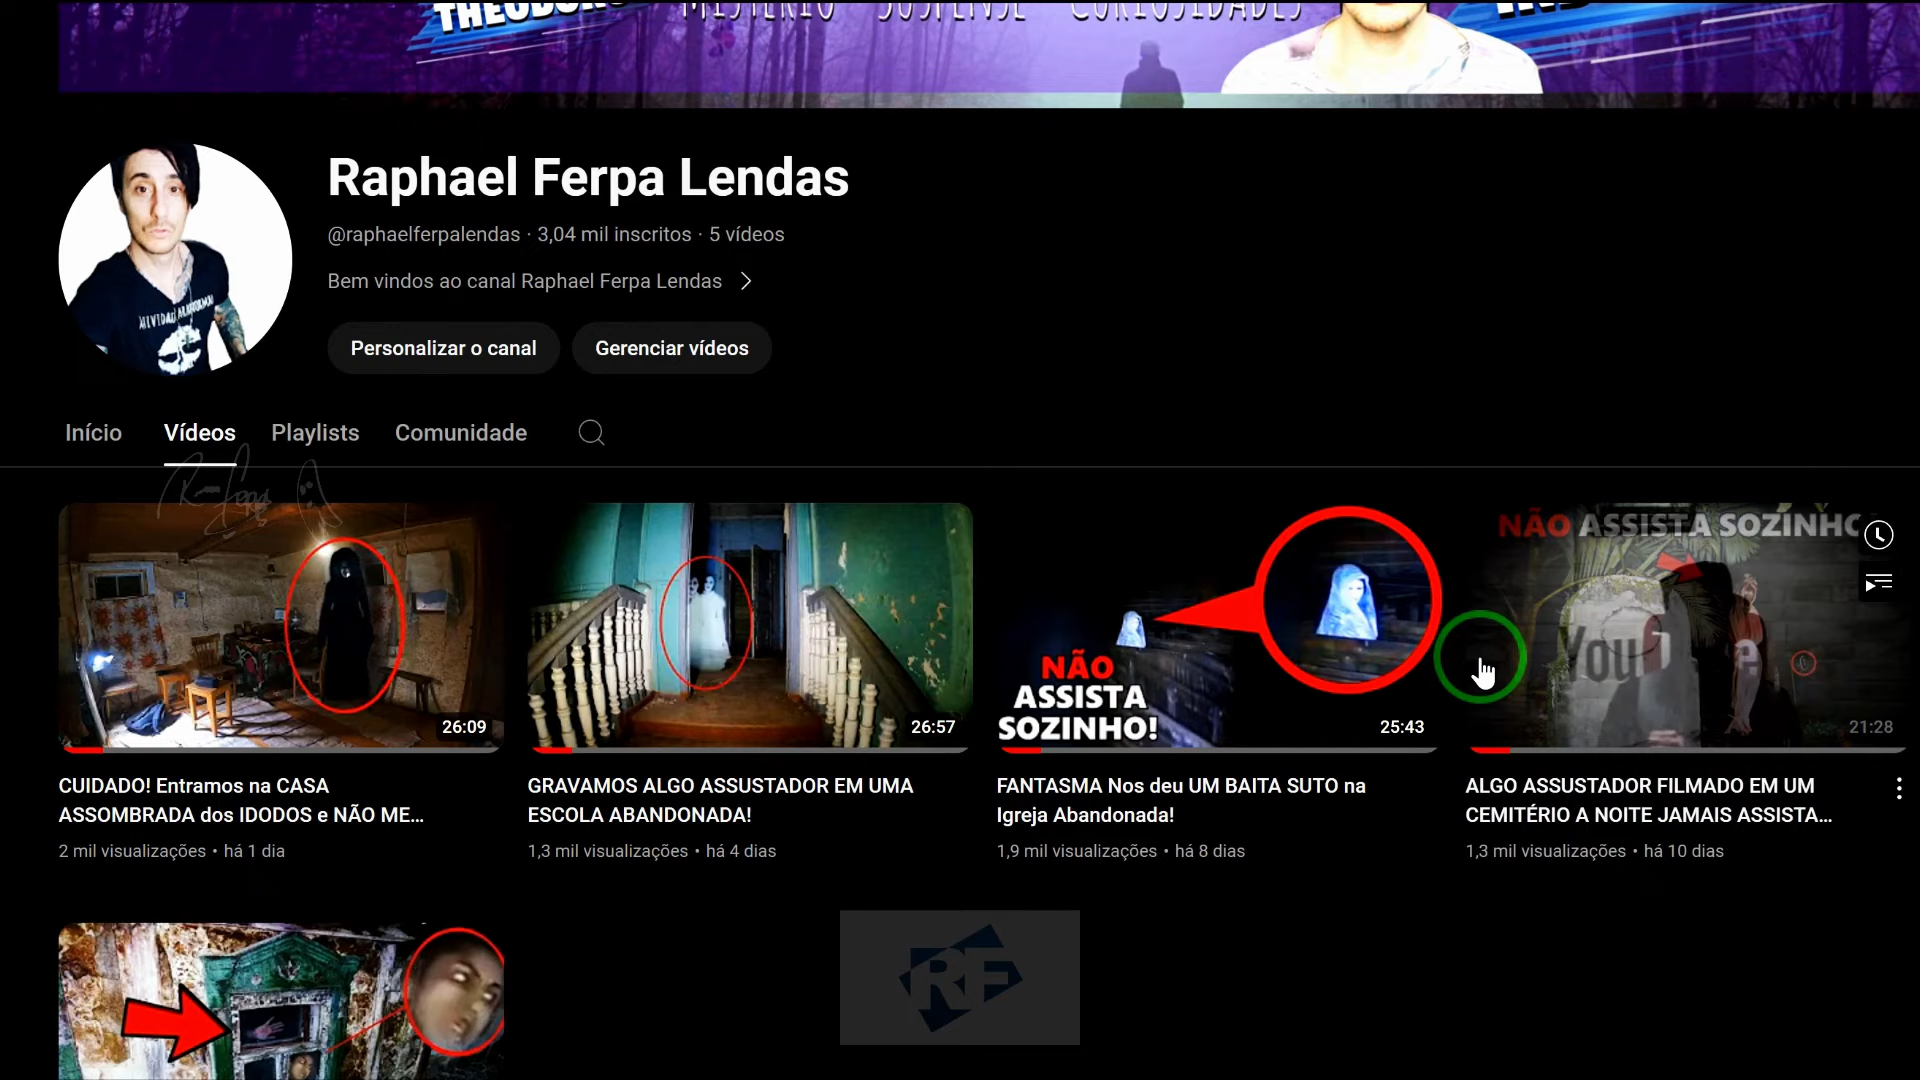 MISTÉRIO SUSPENSE CURIOSIDADES
Raphael Ferpa Lendas
@raphaelferpalendas · 3,04 mil inscritos · 5 vídeos
Bem vindos ao canal Raphael Ferpa Lendas
Personalizar o canal
Gerenciar vídeos
Início
Vídeos
Playlists
Comunidade
26:09
CUIDADO! Entramos na CASA
ASSOMBRADA dos IDODOS e NÃO ME...
2 mil visualizações • há 1 dia
26:57
GRAVAMOS ALGO ASSUSTADOR EM UMA
ESCOLA ABANDONADA!
1,3 mil visualizações • há 4 dias
NÃO
ASSISTA
SOZINHO!
25:43
FANTASMA Nos deu UM BAITA SUTO na
Igreja Abandonada!
1,9 mil visualizações • há 8 dias
NÃO ASSISTA SOZINHO
21:28
ALGO ASSUSTADOR FILMADO EM UM
CEMITÉRIO A NOITE JAMAIS ASSISTA...
1,3 mil visualizações • há 10 dias
RF